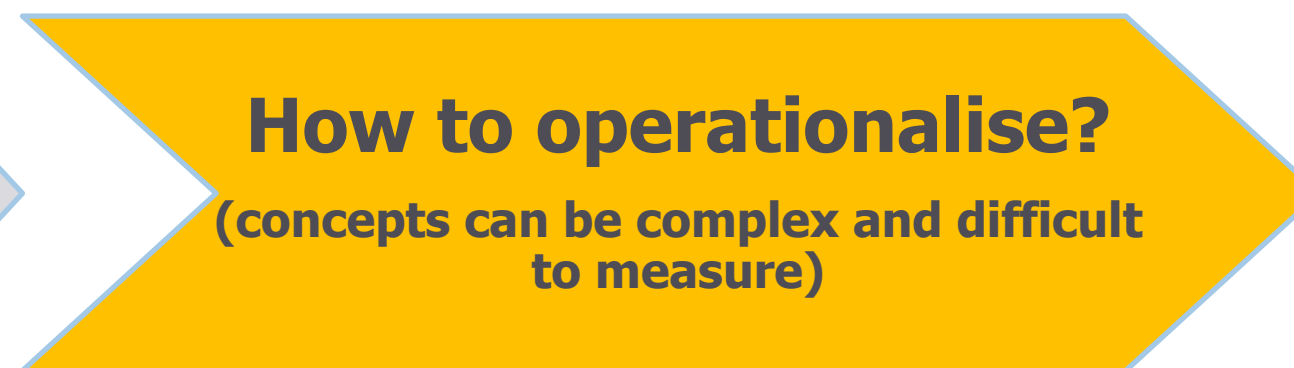 How to operationalise?
(concepts can be complex and difficult
to measure)